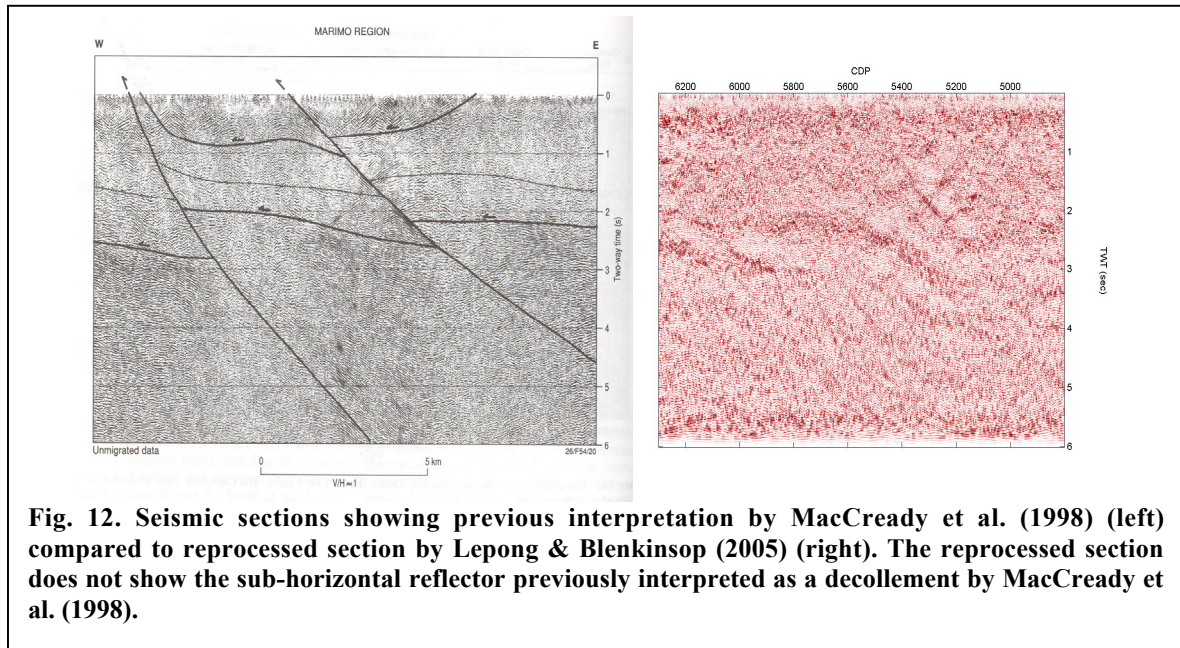 MARIMO REGION
W
E
0
1
2
3
4
5
6
Two-way time (s)
Unmigrated data
26/F54/20
0 5 km
V/H≈1
CDP
6200 6000 5800 5600 5400 5200 5000
1
2
3
4
5
6
TWT (sec)
Fig. 12. Seismic sections showing previous interpretation by MacCready et al. (1998) (left)
compared to reprocessed section by Lepong & Blenkinsop (2005) (right). The reprocessed section
does not show the sub-horizontal reflector previously interpreted as a decollement by MacCready et
al. (1998).